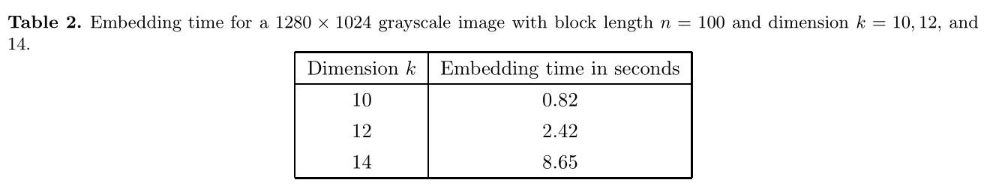 Table 2. Embedding time for a 1280 × 1024 grayscale image with block length n = 100 and dimension k = 10, 12, and
14.
Dimension k Embedding time in seconds
10 0.82
12 2.42
14 8.65